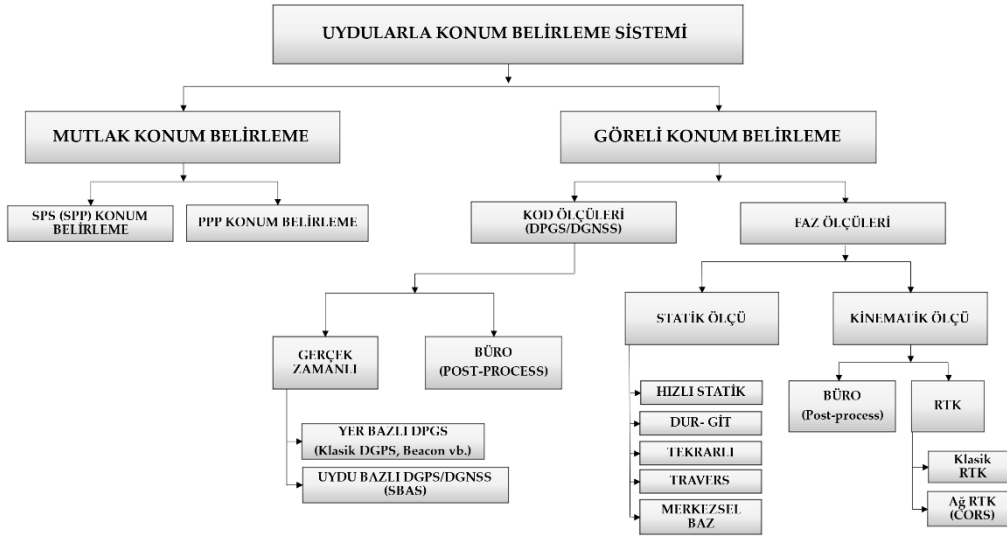 UYDULARLA KONUM BELİRLEME SİSTEMİ
MUTLAK KONUM BELİRLEME
GÖRELİ KONUM BELİRLEME
SPS (SPP) KONUM
BELİRLEME
PPP KONUM BELİRLEME
KOD ÖLÇÜLERİ
(DPGS/DGNSS)
FAZ ÖLÇÜLERİ
GERÇEK
ZAMANLI
BÜRO
(POST-PROCESS)
YER BAZLI DPGS
(Klasik DGPS, Beacon vb.)
UYDU BAZLI DGPS/DGNSS
(SBAS)
STATİK ÖLÇÜ
KİNEMATİK ÖLÇÜ
HIZLI STATİK
DUR- GİT
TEKRARLI
TRAVERS
MERKEZSEL
BAZ
BÜRO
(Post-process)
RTK
Klasik
RTK
Ağ RTK
(CORS)